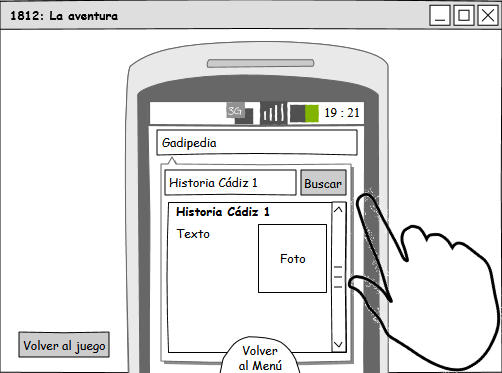 1812: La aventura
3G
19 : 21
Gadipedia
Historia Cádiz 1
Buscar
Historia Cádiz 1
Texto
Foto
Volver al juego
Volver
al Menú